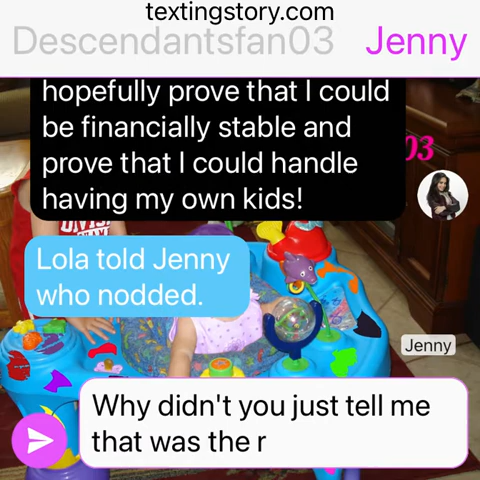 textingstory.com
Descendantsfan03 Jenny
hopefully prove that I could
be financially stable and
prove that I could handle
having my own kids!
03
Lola told Jenny
who nodded.
Jenny
Why didn't you just tell me
that was the r